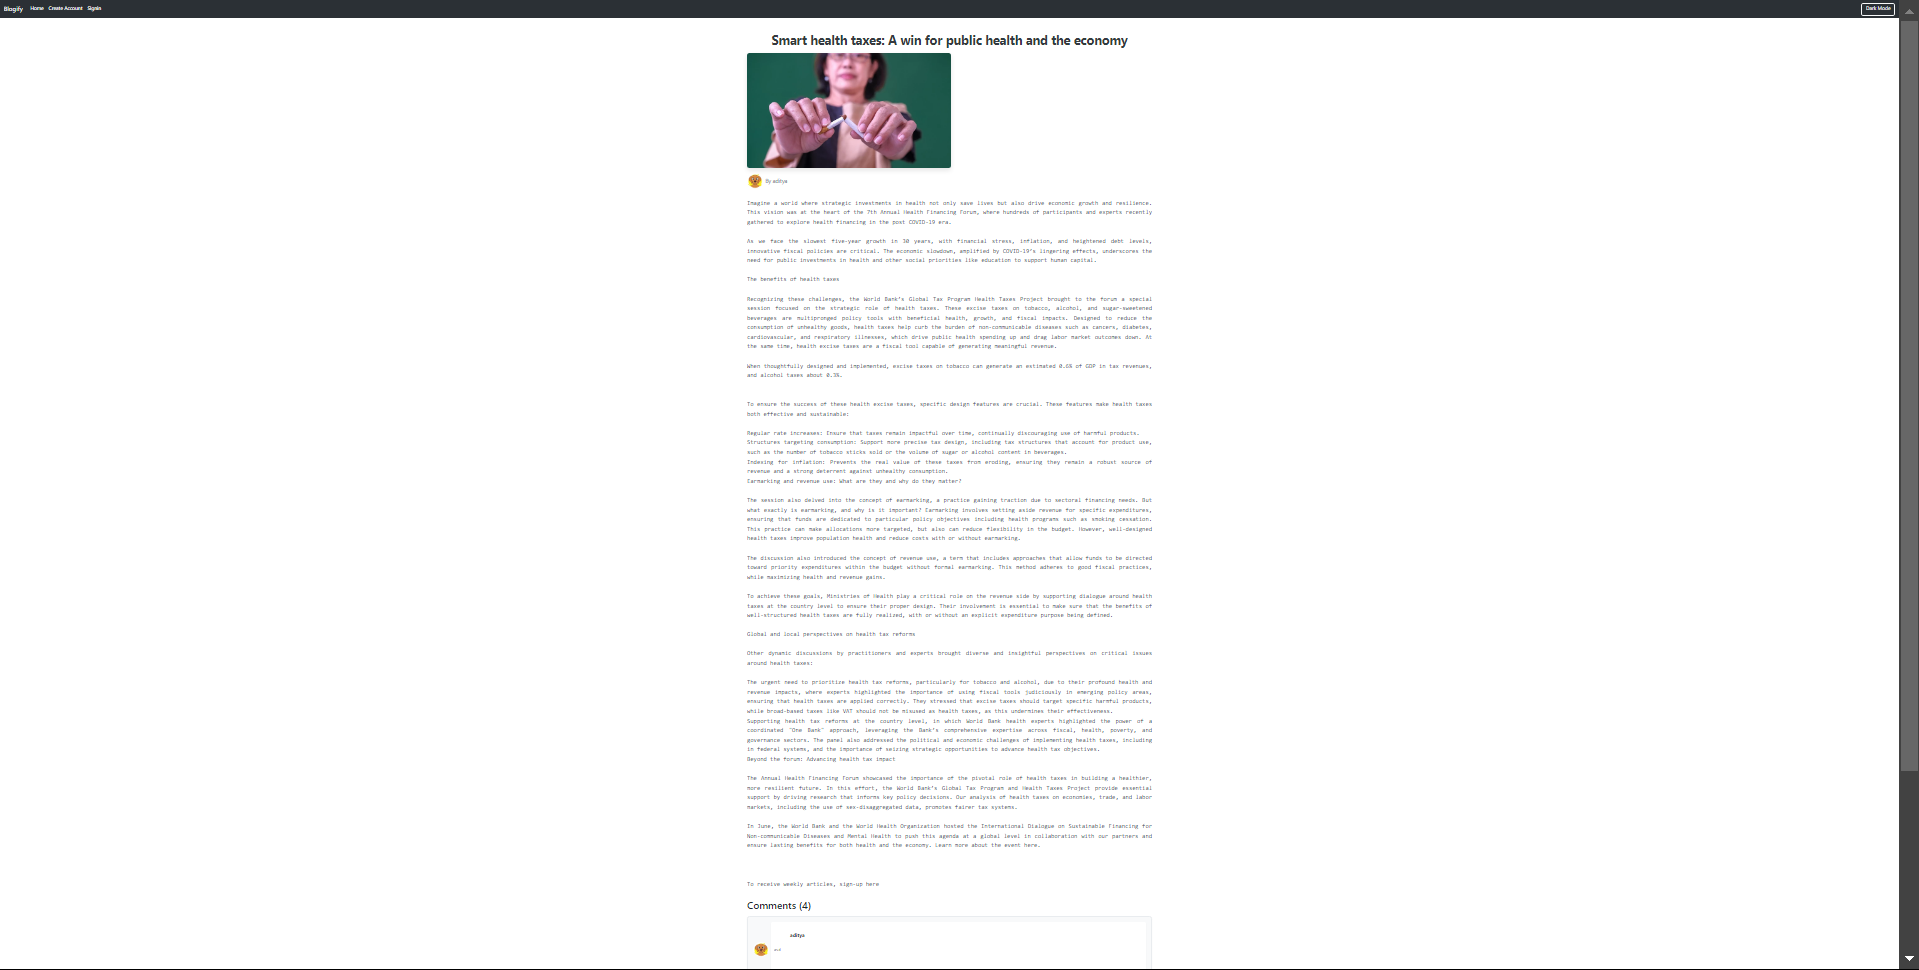 Blogify Home Create Account Signin Dark Mode
Smart health taxes: A win for public health and the economy
By aditya
Imagine a world where strategic investments in health not only save lives but also drive economic growth and resilience.
This vision was at the heart of the 7th Annual Health Financing Forum, where hundreds of participants and experts recently
gathered to explore health financing in the post COVID-19 era.
As we face the slowest five-year growth in 30 years, with financial stress, inflation, and heightened debt levels,
innovative fiscal policies are critical. The economic slowdown, amplified by COVID-19's lingering effects, underscores the
need for public investments in health and other social priorities like education to support human capital.
The benefits of health taxes
Recognizing these challenges, the World Bank's Global Tax Program Health Taxes Project brought to the forum a special
session focused on the strategic role of health taxes. These excise taxes on tobacco, alcohol, and sugar-sweetened
beverages are multipronged policy tools with beneficial health, growth, and fiscal impacts. Designed to reduce the
consumption of unhealthy goods, health taxes help curb the burden of non-communicable diseases such as cancers, diabetes,
cardiovascular, and respiratory illnesses, which drive public health spending up and drag labor market outcomes down. At
the same time, health excise taxes are a fiscal tool capable of generating meaningful revenue.
When thoughtfully designed and implemented, excise taxes on tobacco can generate an estimated 0.6% of GDP in tax revenues,
and alcohol taxes about 0.3%.
To ensure the success of these health excise taxes, specific design features are crucial. These features make health taxes
both effective and sustainable:
Regular rate increases: Ensure that taxes remain impactful over time, continually discouraging use of harmful products.
Structures targeting consumption: Support more precise tax design, including tax structures that account for product use,
such as the number of tobacco sticks sold or the volume of sugar or alcohol content in beverages.
Indexing for inflation: Prevents the real value of these taxes from eroding, ensuring they remain a robust source of
revenue and a strong deterrent against unhealthy consumption.
Earmarking and revenue use: What are they and why do they matter?
The session also delved into the concept of earmarking, a practice gaining traction due to sectoral financing needs. But
what exactly is earmarking, and why is it important? Earmarking involves setting aside revenue for specific expenditures,
ensuring that funds are dedicated to particular policy objectives including health programs such as smoking cessation.
This practice can make allocations more targeted, but also can reduce flexibility in the budget. However, well-designed
health taxes improve population health and reduce costs with or without earmarking.
The discussion also introduced the concept of revenue use, a term that includes approaches that allow funds to be directed
toward priority expenditures within the budget without formal earmarking. This method adheres to good fiscal practices,
while maximizing health and revenue gains.
To achieve these goals, Ministries of Health play a critical role on the revenue side by supporting dialogue around health
taxes at the country level to ensure their proper design. Their involvement is essential to make sure that the benefits of
well-structured health taxes are fully realized, with or without an explicit expenditure purpose being defined.
Global and local perspectives on health tax reforms
Other dynamic discussions by practitioners and experts brought diverse and insightful perspectives on critical issues
around health taxes:
The urgent need to prioritize health tax reforms, particularly for tobacco and alcohol, due to their profound health and
revenue impacts, where experts highlighted the importance of using fiscal tools judiciously in emerging policy areas,
ensuring that health taxes are applied correctly. They stressed that excise taxes should target specific harmful products,
while broad-based taxes like VAT should not be misused as health taxes, as this undermines their effectiveness.
Supporting health tax reforms at the country level, in which World Bank health experts highlighted the power of a
coordinated "One Bank" approach, leveraging the Bank's comprehensive expertise across fiscal, health, poverty, and
governance sectors. The panel also addressed the political and economic challenges of implementing health taxes, including
in federal systems, and the importance of seizing strategic opportunities to advance health tax objectives.
Beyond the forum: Advancing health tax impact
The Annual Health Financing Forum showcased the importance of the pivotal role of health taxes in building a healthier,
more resilient future. In this effort, the World Bank's Global Tax Program and Health Taxes Project provide essential
support by driving research that informs key policy decisions. Our analysis of health taxes on economies, trade, and labor
markets, including the use of sex-disaggregated data, promotes fairer tax systems.
In June, the World Bank and the World Health Organization hosted the International Dialogue on Sustainable Financing for
Non-communicable Diseases and Mental Health to push this agenda at a global level in collaboration with our partners and
ensure lasting benefits for both health and the economy. Learn more about the event here.
To receive weekly articles, sign-up here
Comments (4)
aditya